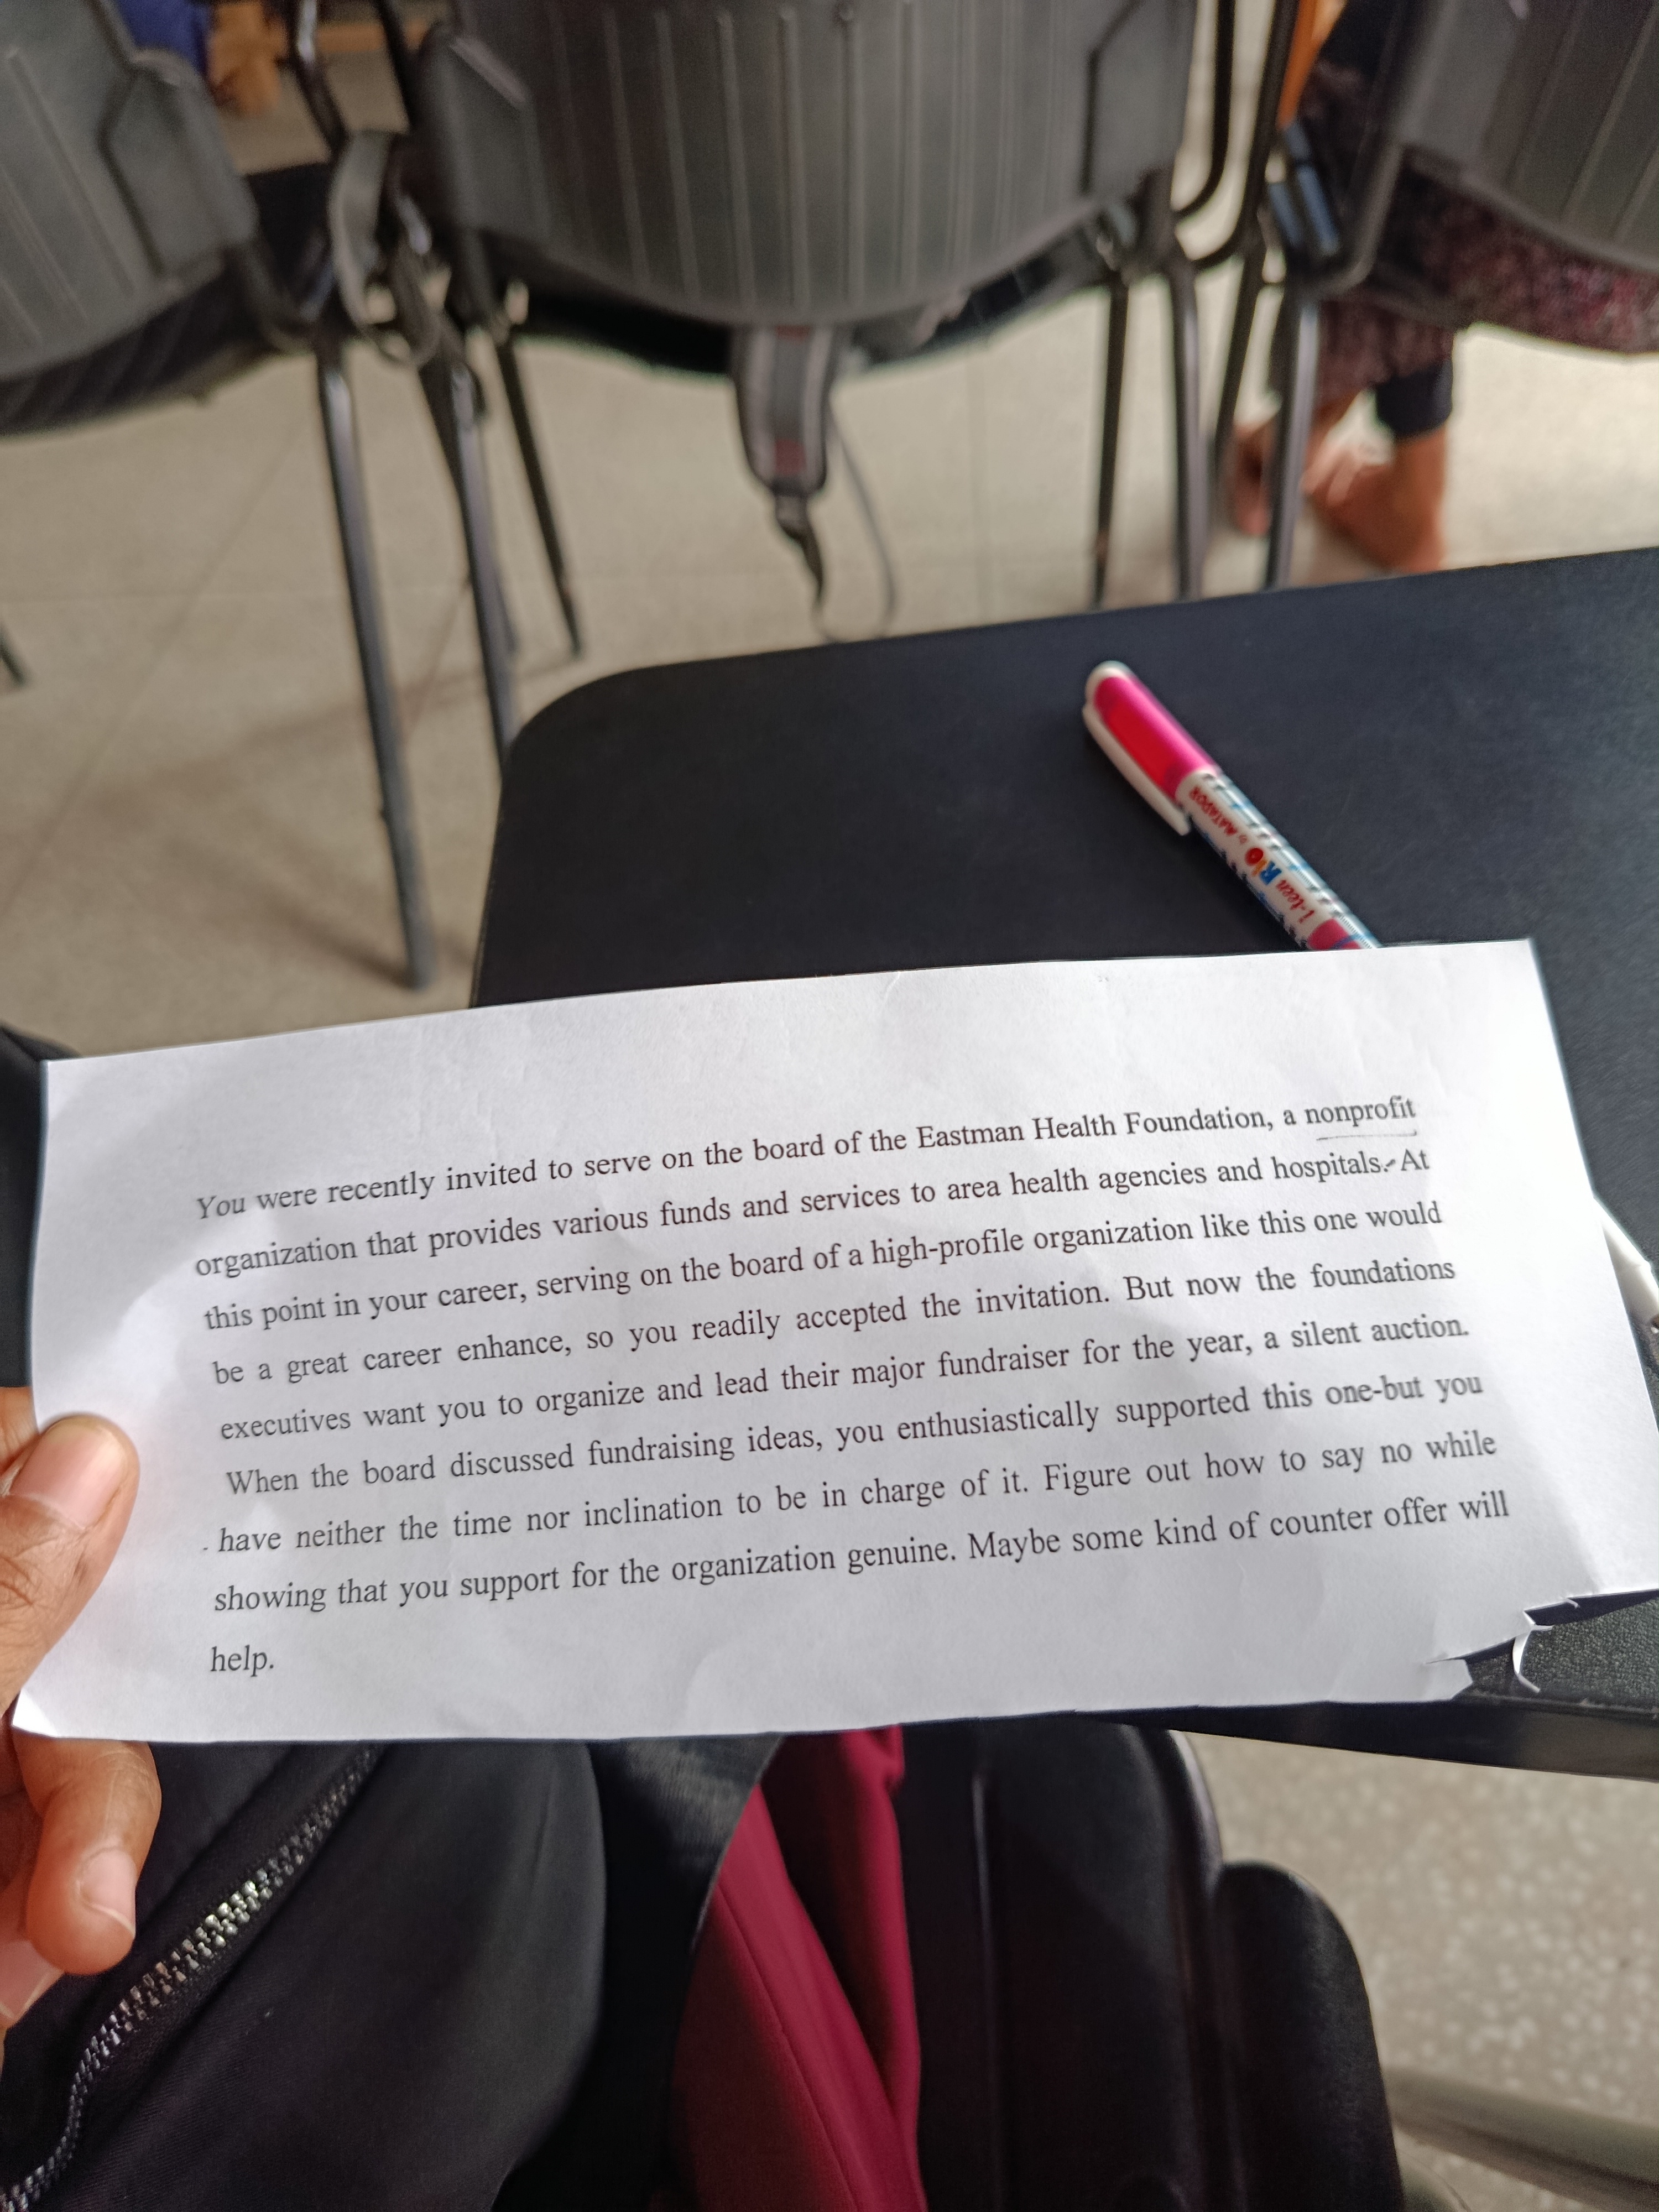 i-teen Rio by MATADOR
You were recently invited to serve on the board of the Eastman Health Foundation, a nonprofit
organization that provides various funds and services to area health agencies and hospitals. At
this point in your career, serving on the board of a high-profile organization like this one would
be a great career enhance, so you readily accepted the invitation. But now the foundations
executives want you to organize and lead their major fundraiser for the year, a silent auction.
When the board discussed fundraising ideas, you enthusiastically supported this one-but you
have neither the time nor inclination to be in charge of it. Figure out how to say no while
showing that you support for the organization genuine. Maybe some kind of counter offer will
help.